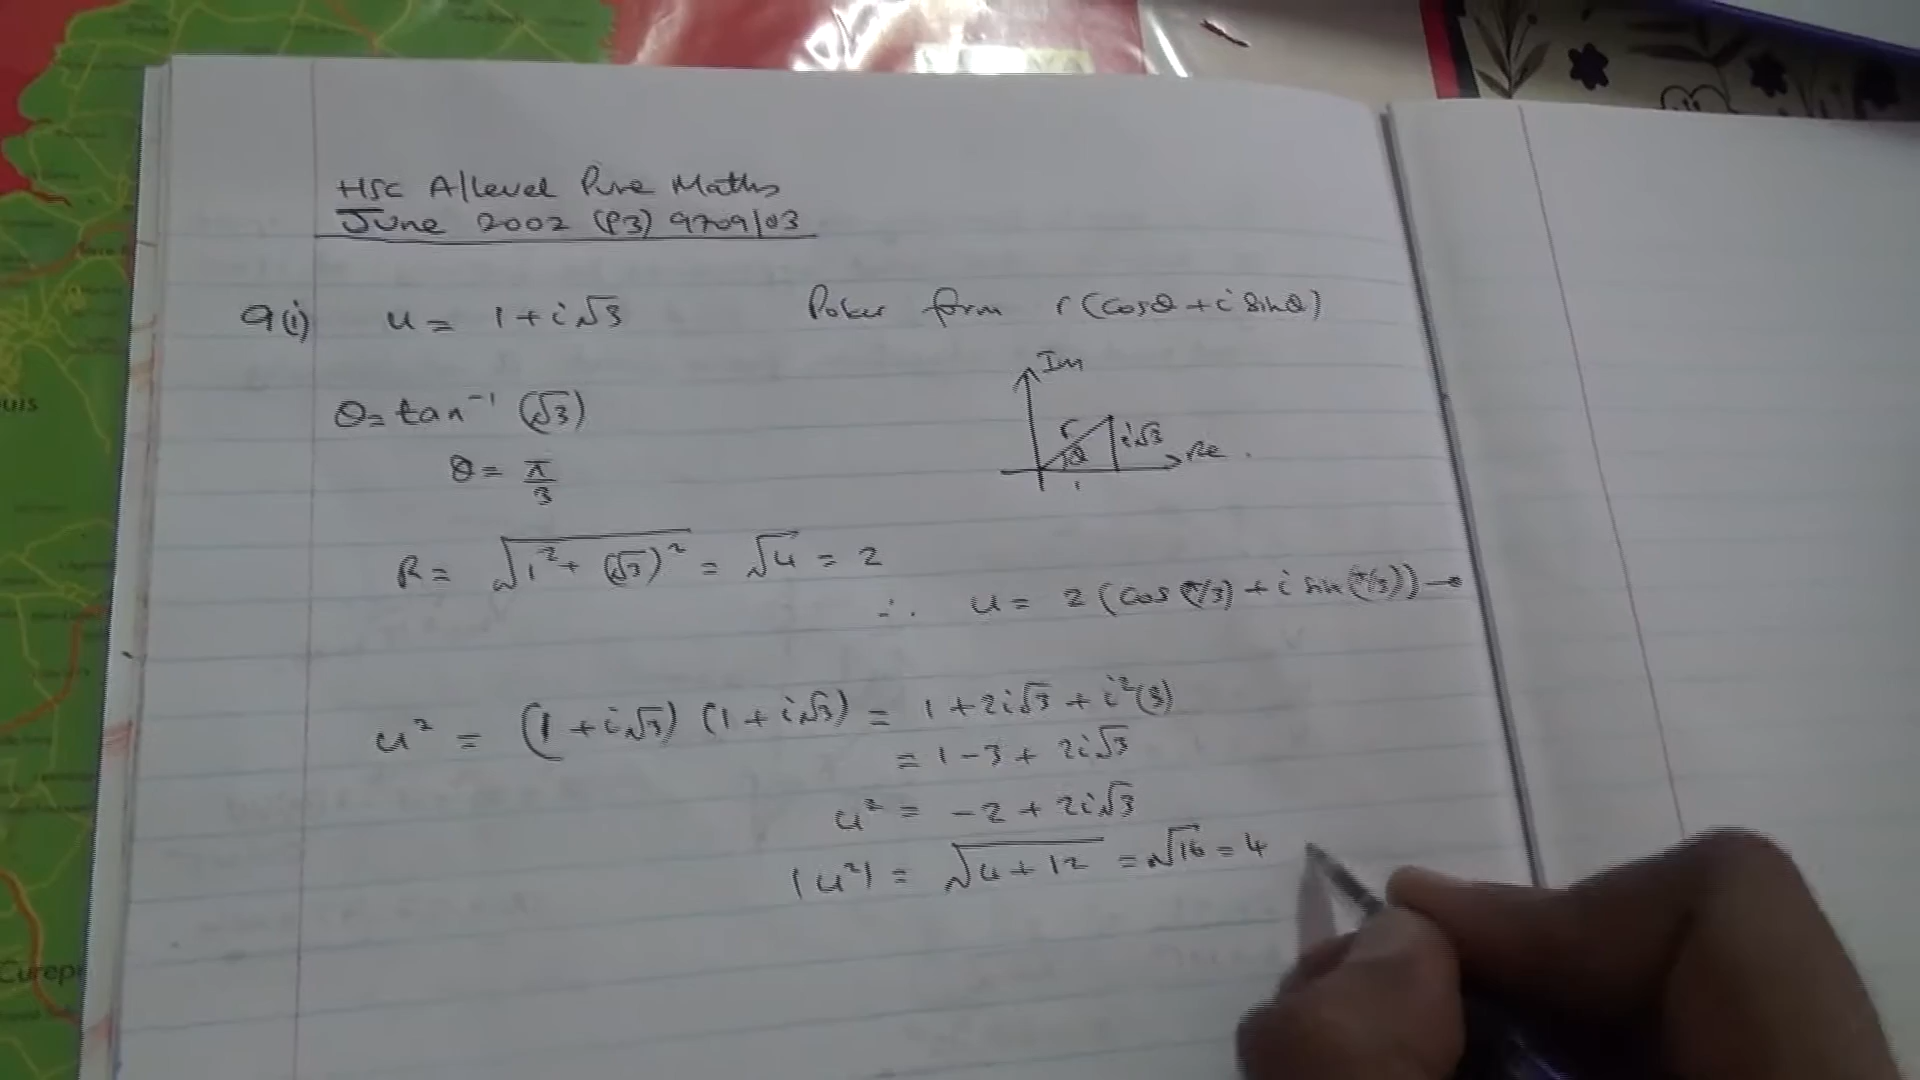 HSC A/Level Pure Maths
June 2002 (P3) 9709/03
9(i) u = 1 + i√3 Polar form r(cosθ + i sinθ)
Im
θ = tan⁻¹ (√3)
r i√3 Re
θ
1
θ = π/3
R = √(1² + (√3)²) = √4 = 2
∴ u = 2(cos(π/3) + i sin(π/3))
u² = (1 + i√3) (1 + i√3) = 1 + 2i√3 + i²(3)
= 1 - 3 + 2i√3
u² = -2 + 2i√3
|u²| = √(4 + 12) = √16 = 4
UIS
Curep